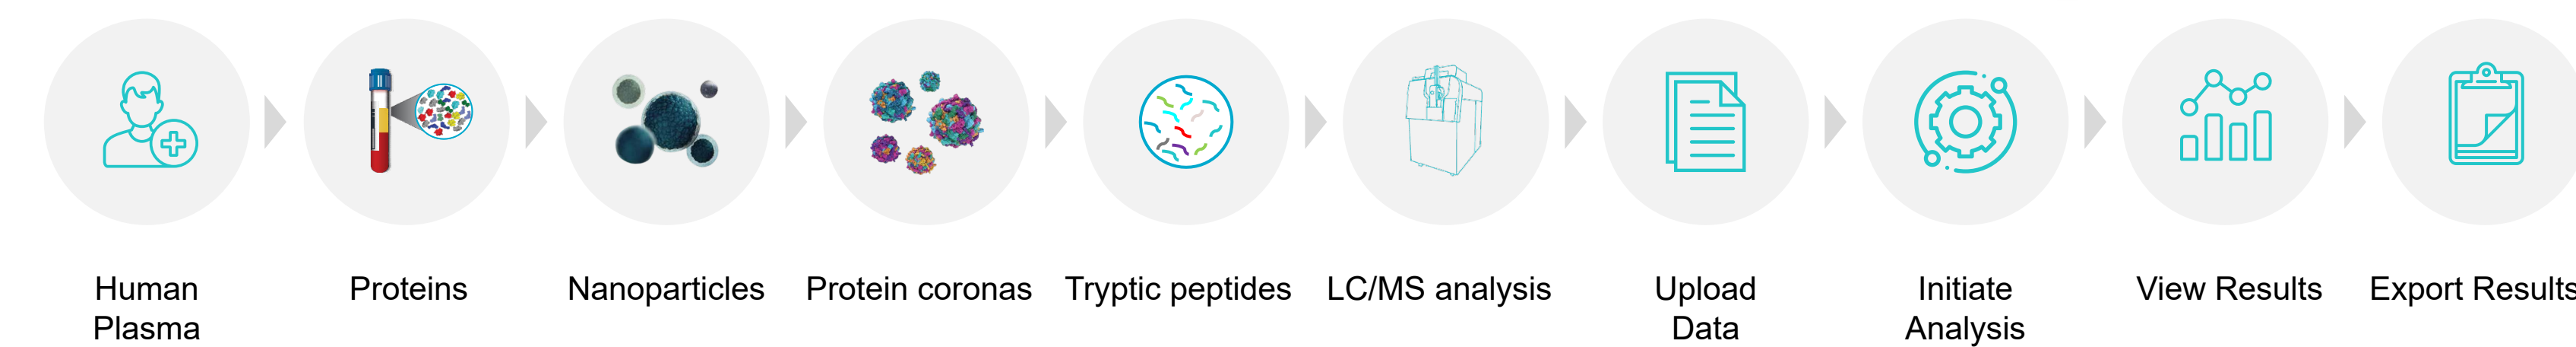 Human
Plasma
Proteins
Nanoparticles
Protein coronas
Tryptic peptides
LC/MS analysis
Upload
Data
Initiate
Analysis
View Results
Export Results